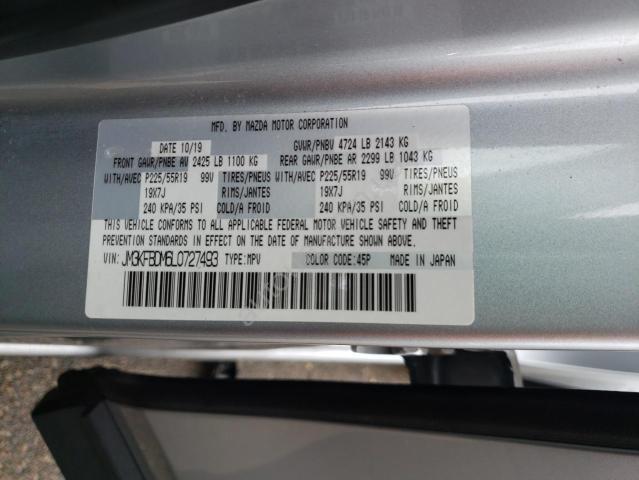 MFD. BY MAZDA MOTOR CORPORATION
DATE 10/19 GVWR/PNBV 4724 LB 2143 KG
FRONT GAWR/PNBE AV 2425 LB 1100 KG REAR GAWR/PNBE AR 2299 LB 1043 KG
WITH/AVEC P225/55R19 99V TIRES/PNEUS WITH/AVEC P225/55R19 99V TIRES/PNEUS
19X7J RIMS/JANTES 19X7J RIMS/JANTES
240 KPA/35 PSI COLD/A FROID 240 KPA/35 PSI COLD/A FROID
THIS VEHICLE CONFORMS TO ALL APPLICABLE FEDERAL MOTOR VEHICLE SAFETY AND THEFT
PREVENTION STANDARDS IN EFFECT ON THE DATE OF MANUFACTURE SHOWN ABOVE.
VIN: JM3KFBDM6L0727493 TYPE:MPV COLOR CODE:45P MADE IN JAPAN